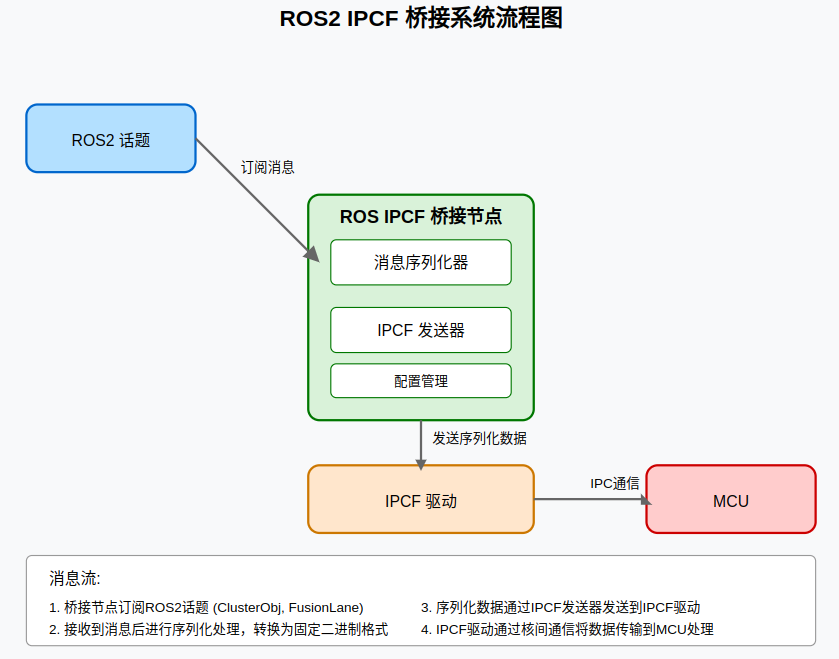 ROS2 IPCF 桥接系统流程图
ROS2 话题
订阅消息
ROS IPCF 桥接节点
消息序列化器
IPCF 发送器
配置管理
发送序列化数据
IPCF 驱动
IPC通信
MCU
消息流:
1. 桥接节点订阅ROS2话题 (ClusterObj, FusionLane)
2. 接收到消息后进行序列化处理，转换为固定二进制格式
3. 序列化数据通过IPCF发送器发送到IPCF驱动
4. IPCF驱动通过核间通信将数据传输到MCU处理